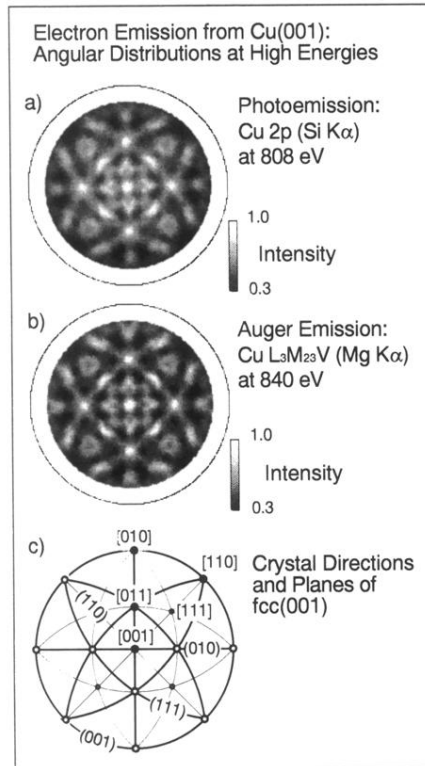 Electron Emission from Cu(001):
Angular Distributions at High Energies
a)
Photoemission:
Cu 2p (Si Kα)
at 808 eV
1.0
Intensity
0.3
b)
Auger Emission:
Cu L₃M₂₃V (Mg Kα)
at 840 eV
1.0
Intensity
0.3
c)
[010]
[110]
[011]
(110)
[111]
[001]
(010)
(111)
(001)
Crystal Directions
and Planes of
fcc(001)